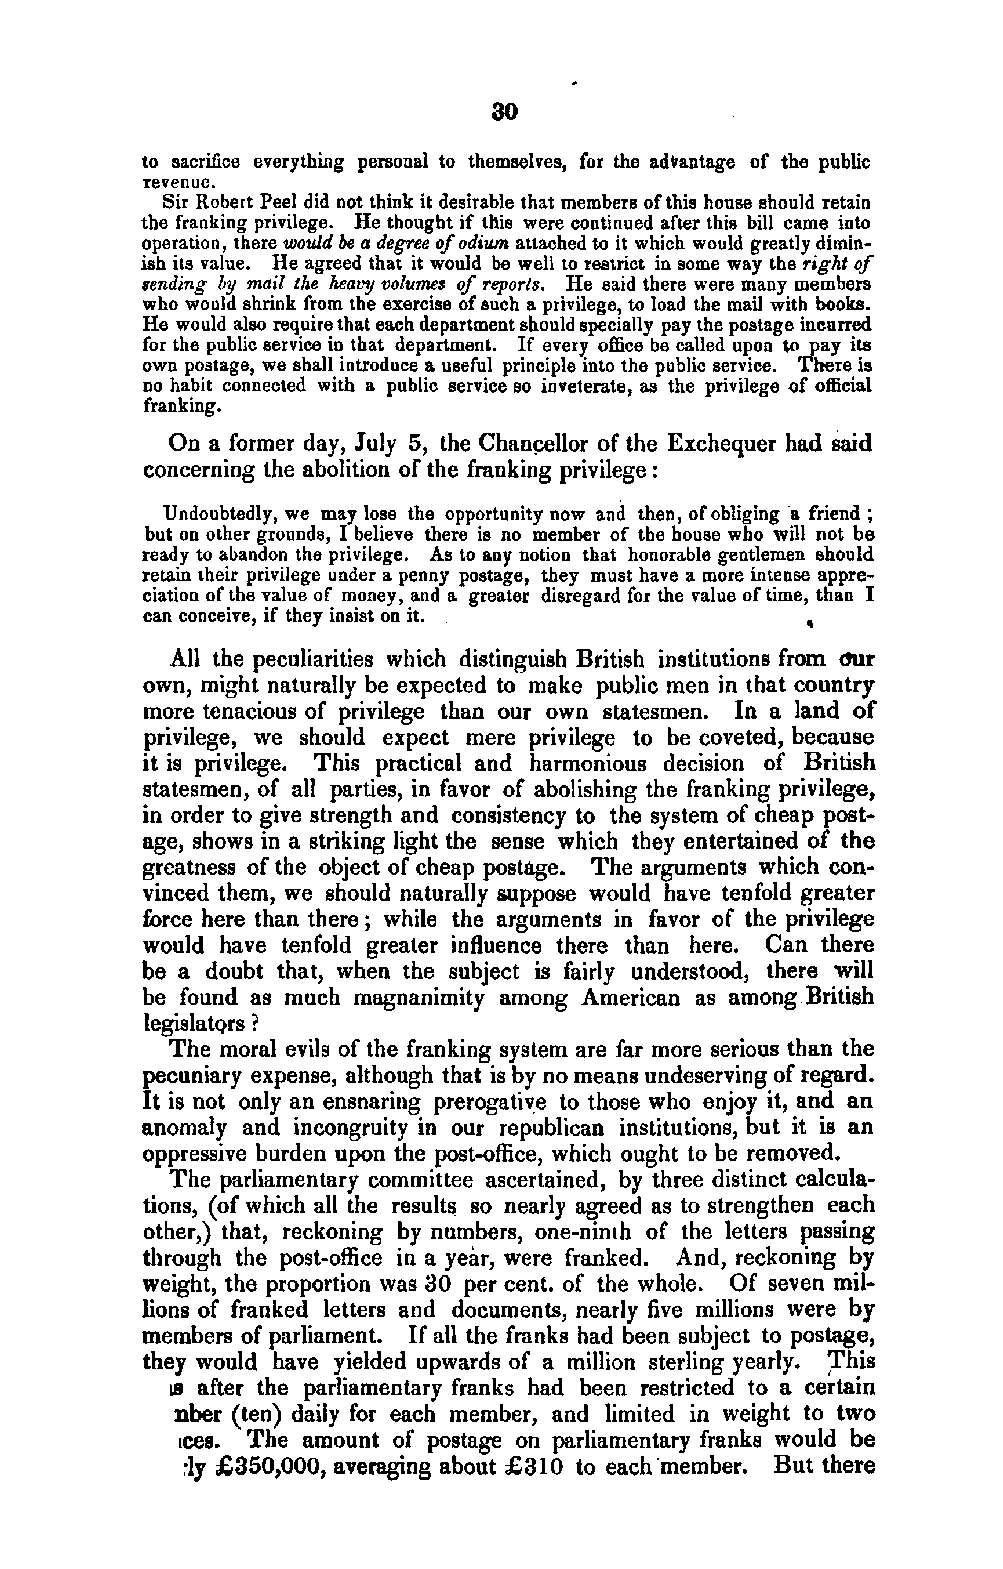 30
to sacrifice everything personal to themselves, for the advantage of the public
revenue.
Sir Robert Peel did not think it desirable that members of this house should retain
the franking privilege. He thought if this were continued after this bill came into
operation, there would be a degree of odium attached to it which would greatly dimin-
ish its value. He agreed that it would be well to restrict in some way the right of
sending by mail the heavy volumes of reports. He said there were many members
who would shrink from the exercise of such a privilege, to load the mail with books.
He would also require that each department should specially pay the postage incurred
for the public service in that department. If every office be called upon to pay its
own postage, we shall introduce a useful principle into the public service. There is
no habit connected with a public service so inveterate, as the privilege of official
franking.
On a former day, July 5, the Chancellor of the Exchequer had said
concerning the abolition of the franking privilege:
Undoubtedly, we may lose the opportunity now and then, of obliging a friend;
but on other grounds, I believe there is no member of the house who will not be
ready to abandon the privilege. As to any notion that honorable gentlemen should
retain their privilege under a penny postage, they must have a more intense appre-
ciation of the value of money, and a greater disregard for the value of time, than I
can conceive, if they insist on it.
All the peculiarities which distinguish British institutions from our
own, might naturally be expected to make public men in that country
more tenacious of privilege than our own statesmen. In a land of
privilege, we should expect mere privilege to be coveted, because
it is privilege. This practical and harmonious decision of British
statesmen, of all parties, in favor of abolishing the franking privilege,
in order to give strength and consistency to the system of cheap post-
age, shows in a striking light the sense which they entertained of the
greatness of the object of cheap postage. The arguments which con-
vinced them, we should naturally suppose would have tenfold greater
force here than there; while the arguments in favor of the privilege
would have tenfold greater influence there than here. Can there
be a doubt that, when the subject is fairly understood, there will
be found as much magnanimity among American as among British
legislators?
The moral evils of the franking system are far more serious than the
pecuniary expense, although that is by no means undeserving of regard.
It is not only an ensnaring prerogative to those who enjoy it, and an
anomaly and incongruity in our republican institutions, but it is an
oppressive burden upon the post-office, which ought to be removed.
The parliamentary committee ascertained, by three distinct calcula-
tions, (of which all the results so nearly agreed as to strengthen each
other,) that, reckoning by numbers, one-ninth of the letters passing
through the post-office in a year, were franked. And, reckoning by
weight, the proportion was 30 per cent. of the whole. Of seven mil-
lions of franked letters and documents, nearly five millions were by
members of parliament. If all the franks had been subject to postage,
they would have yielded upwards of a million sterling yearly. This
is after the parliamentary franks had been restricted to a certain
nber (ten) daily for each member, and limited in weight to two
ices. The amount of postage on parliamentary franks would be
ly £350,000, averaging about £310 to each member. But there